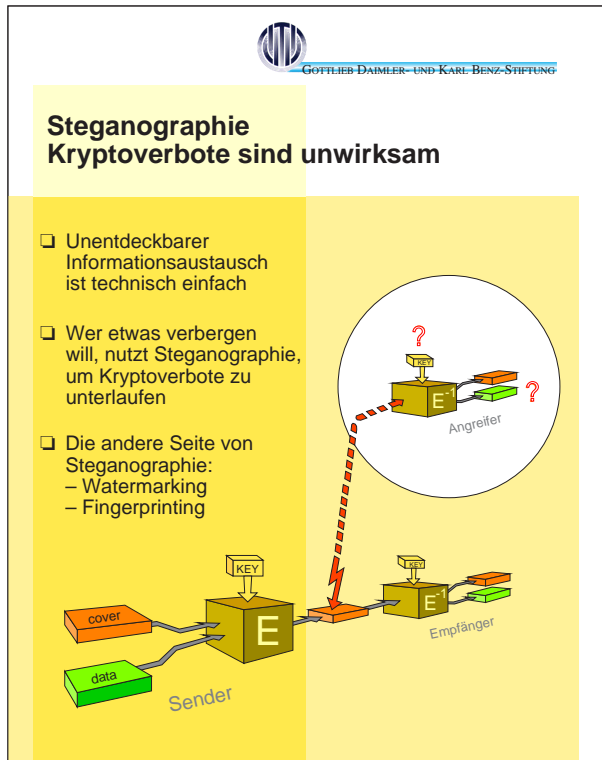 GOTTLIEB DAIMLER- UND KARL BENZ-STIFTUNG
Steganographie
Kryptoverbote sind unwirksam
❏ Unentdeckbarer
Informationsaustausch
ist technisch einfach
❏ Wer etwas verbergen
will, nutzt Steganographie,
um Kryptoverbote zu
unterlaufen
❏ Die andere Seite von
Steganographie:
– Watermarking
– Fingerprinting
?
KEY
E-1
?
Angreifer
KEY
KEY
cover
E
E-1
data
Empfänger
Sender